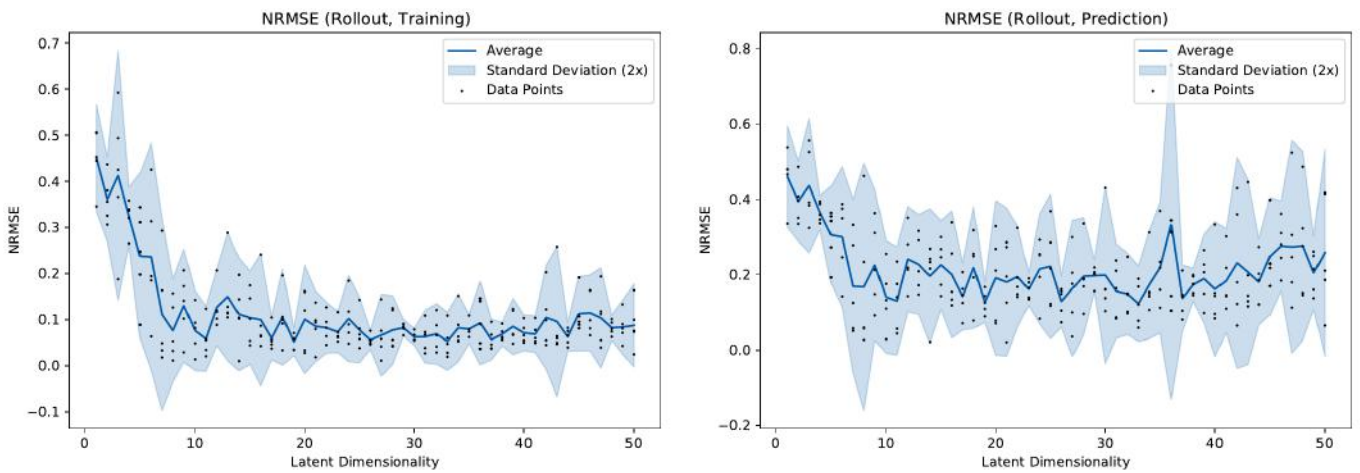 NRMSE (Rollout, Training)
NRMSE
0.7
0.6
0.5
0.4
0.3
0.2
0.1
0.0
−0.1
Average
Standard Deviation (2x)
Data Points
0
10
20
30
40
50
Latent Dimensionality
NRMSE (Rollout, Prediction)
NRMSE
0.8
0.6
0.4
0.2
0.0
−0.2
Average
Standard Deviation (2x)
Data Points
0
10
20
30
40
50
Latent Dimensionality